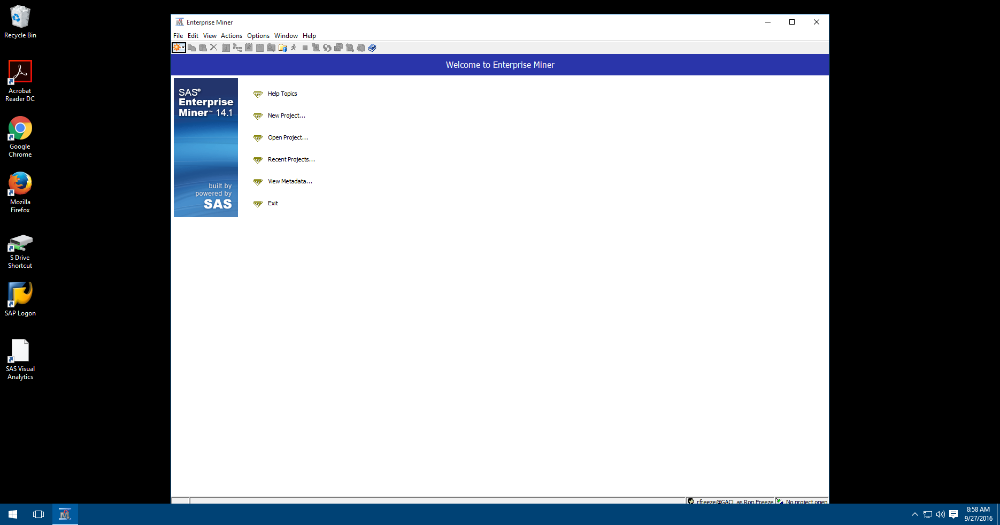 Recycle Bin
Acrobat
Reader DC
Google
Chrome
Mozilla
Firefox
S Drive
Shortcut
SAP Logon
SAS Visual
Analytics
Enterprise Miner
File Edit View Actions Options Window Help
Welcome to Enterprise Miner
SAS®
Enterprise
Miner™ 14.1
built by
powered by
SAS
Help Topics
New Project...
Open Project...
Recent Projects...
View Metadata...
Exit
rfreeze@GACL as Ron Freeze
No project open
8:58 AM
9/27/2016